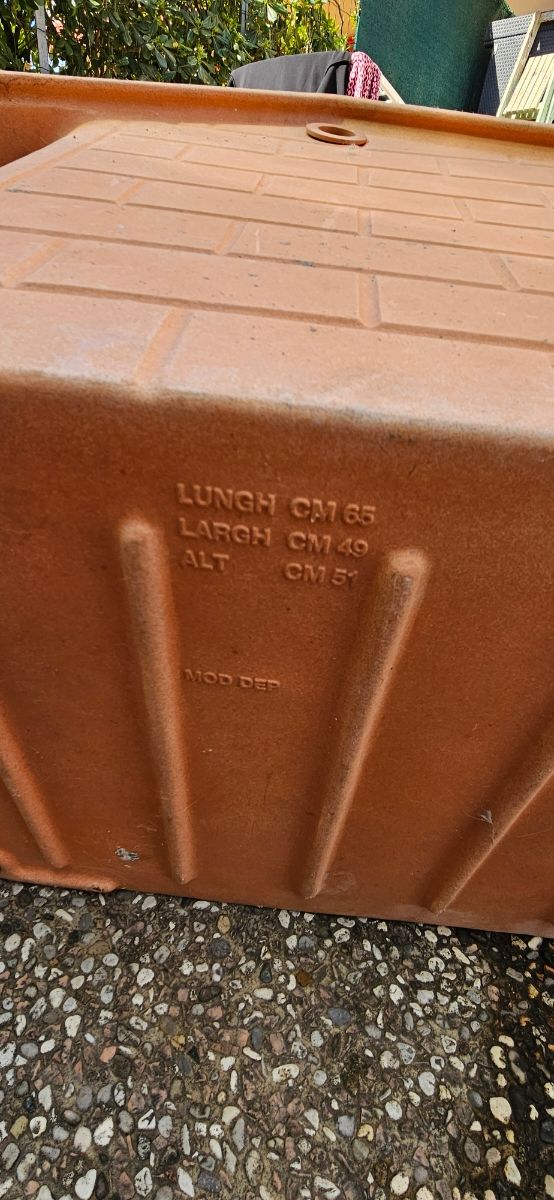 LUNGH CM 65
LARGH CM 49
ALT CM 51
MOD DEP